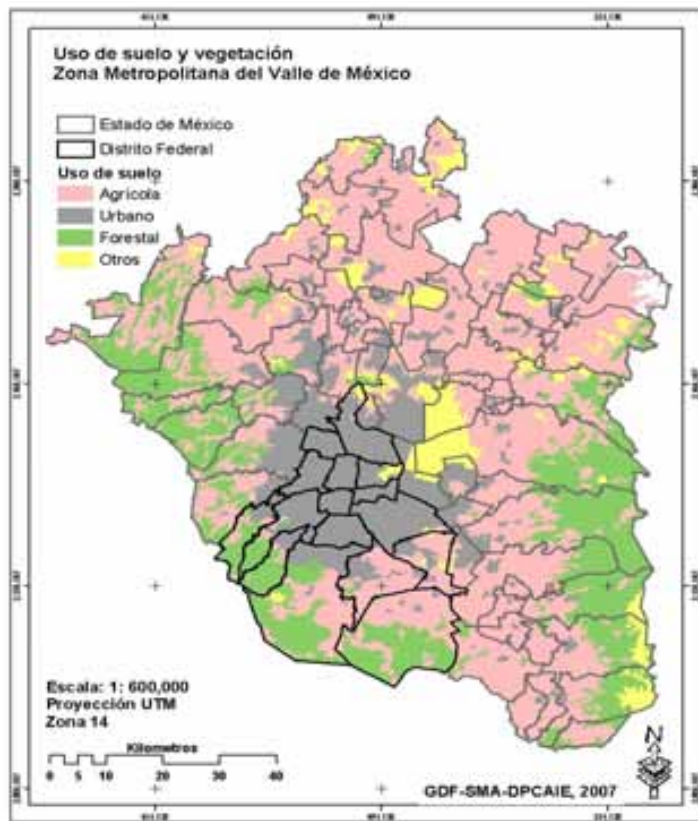 Uso de suelo y vegetación
Zona Metropolitana del Valle de México
Estado de México
Distrito Federal
Uso de suelo
Agrícola
Urbano
Forestal
Otros
Escala: 1: 600,000
Proyección UTM
Zona 14
Kilometros
0 5 10 20 30 40
N
GDF-SMA-DPCAIE, 2007